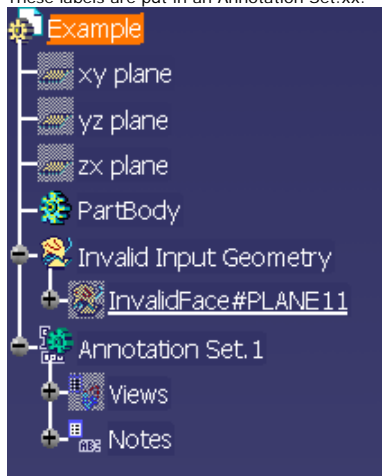 These labels are put in an Annotation Set.xx.
Example
xy plane
yz plane
zx plane
PartBody
Invalid Input Geometry
InvalidFace#PLANE11
Annotation Set.1
Views
Notes